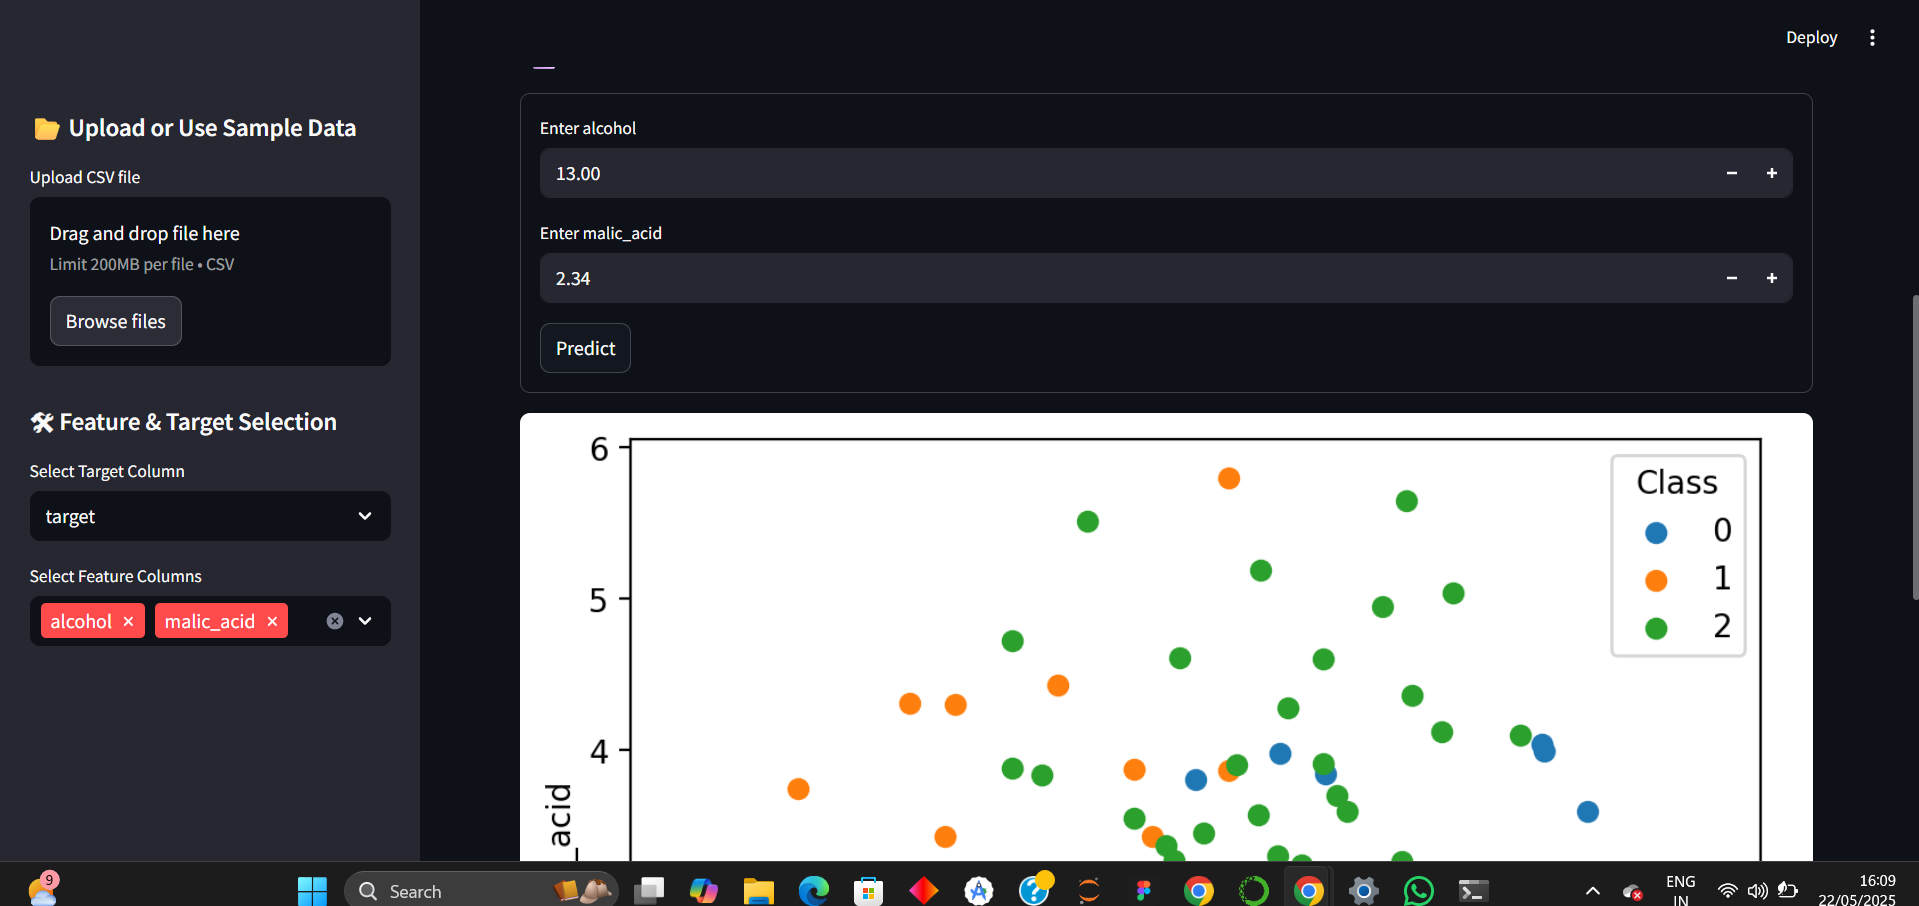 Deploy
Upload or Use Sample Data
Upload CSV file
Drag and drop file here
Limit 200MB per file • CSV
Browse files
Feature & Target Selection
Select Target Column
target
Select Feature Columns
alcohol × malic_acid ×
Enter alcohol
13.00
Enter malic_acid
2.34
Predict
6
5
4
_acid
Class
0
1
2
9
Search
ENG
IN
16:09
22/05/2025